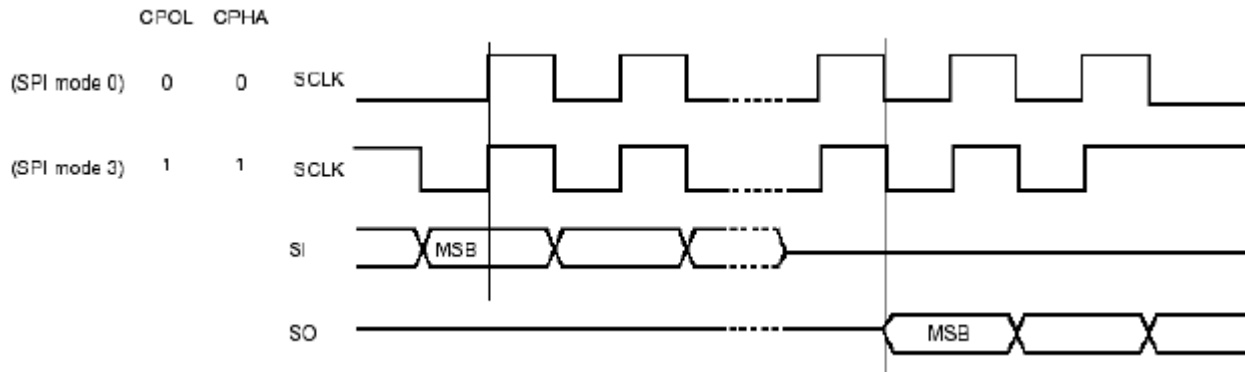 CPOL CPHA
(SPI mode 0) 0 0 SCLK
(SPI mode 3) 1 1 SCLK
SI MSB
SO MSB